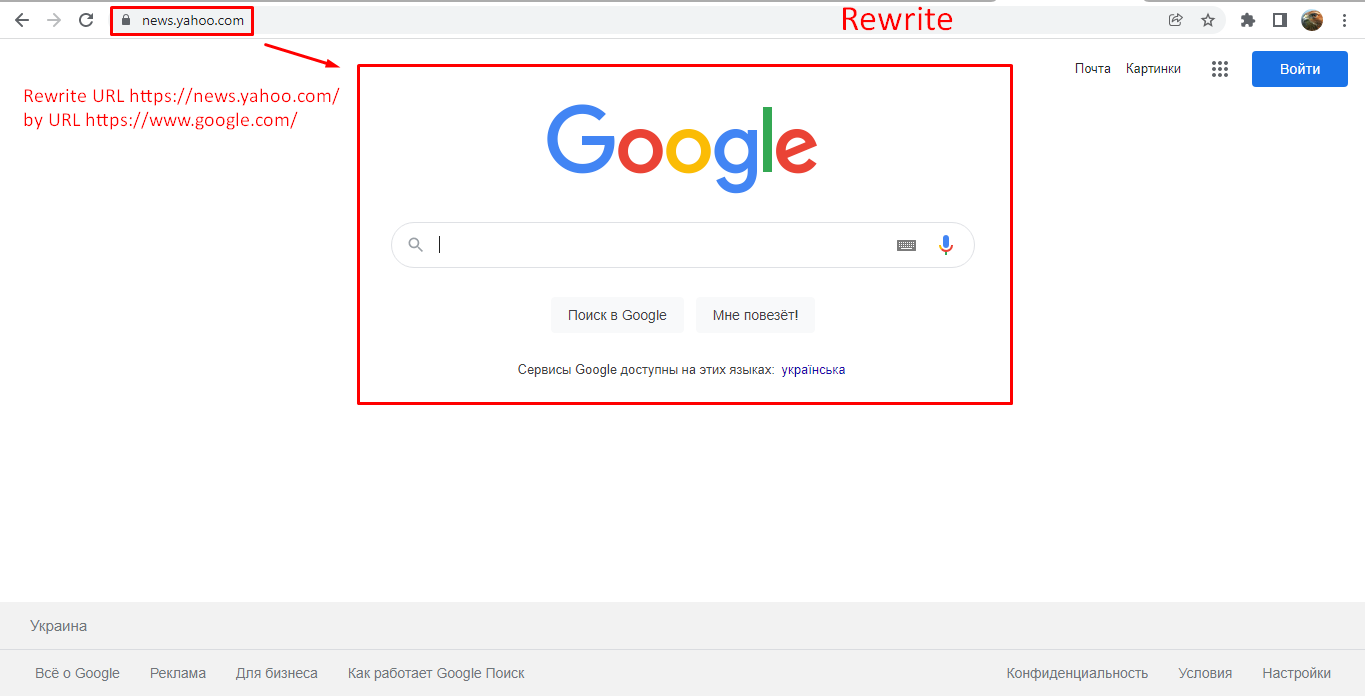 news.yahoo.com
Rewrite
Почта Картинки Войти
Rewrite URL https://news.yahoo.com/
by URL https://www.google.com/
Google
Поиск в Google Мне повезёт!
Сервисы Google доступны на этих языках: українська
Украина
Всё о Google Реклама Для бизнеса Как работает Google Поиск Конфиденциальность Условия Настройки